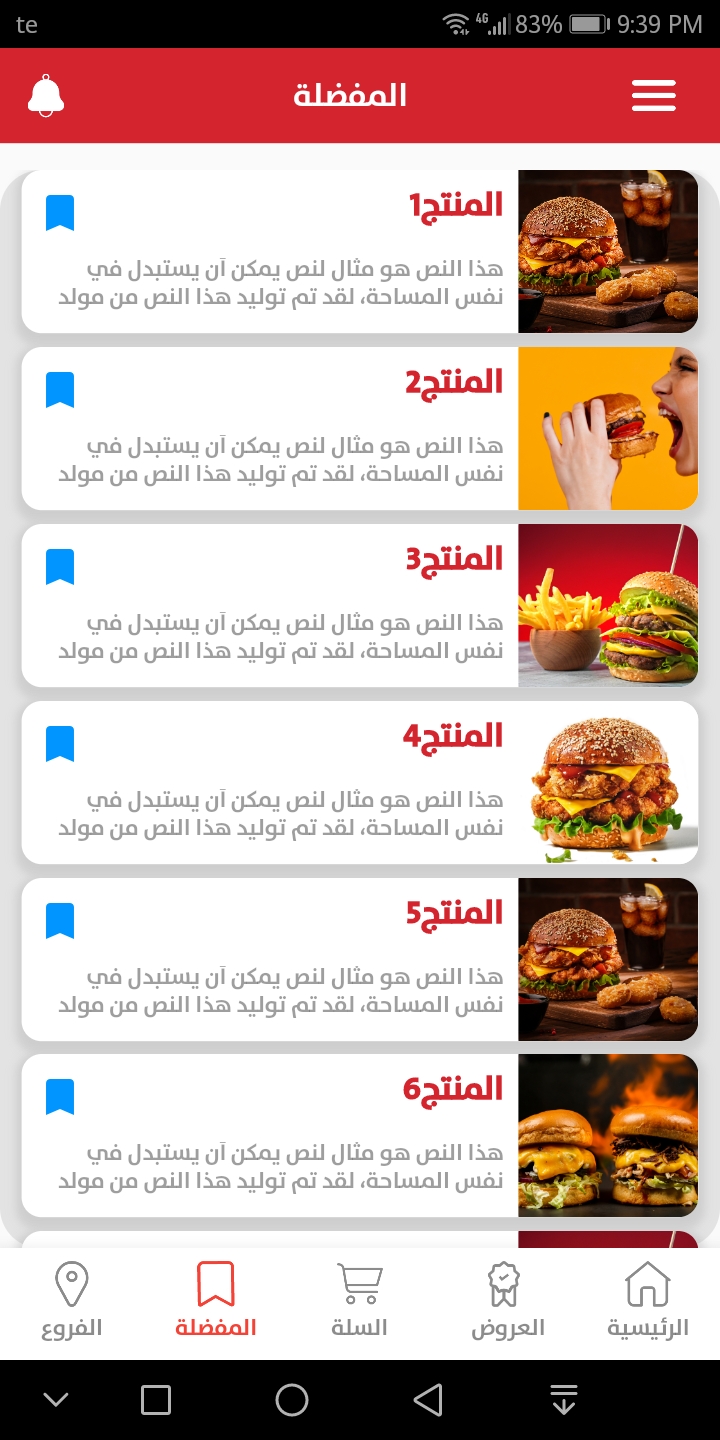 te
4G 83% 9:39 PM
المفضلة
المنتج1
هذا النص هو مثال لنص يمكن أن يستبدل في
نفس المساحة، لقد تم توليد هذا النص من مولد
المنتج2
هذا النص هو مثال لنص يمكن أن يستبدل في
نفس المساحة، لقد تم توليد هذا النص من مولد
المنتج3
هذا النص هو مثال لنص يمكن أن يستبدل في
نفس المساحة، لقد تم توليد هذا النص من مولد
المنتج4
هذا النص هو مثال لنص يمكن أن يستبدل في
نفس المساحة، لقد تم توليد هذا النص من مولد
المنتج5
هذا النص هو مثال لنص يمكن أن يستبدل في
نفس المساحة، لقد تم توليد هذا النص من مولد
المنتج6
هذا النص هو مثال لنص يمكن أن يستبدل في
نفس المساحة، لقد تم توليد هذا النص من مولد
الرئيسية العروض السلة المفضلة الفروع